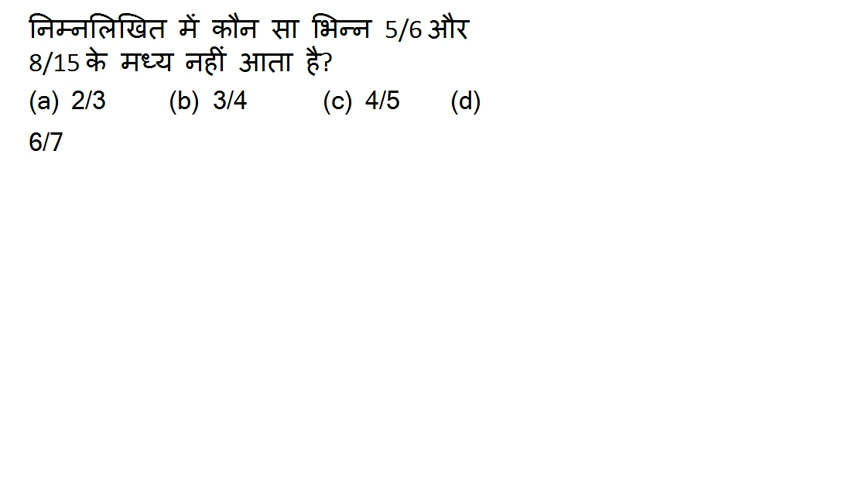 निम्नलिखित में कौन सा भिन्न 5/6 और
8/15 के मध्य नहीं आता है?
(a) 2/3 (b) 3/4 (c) 4/5 (d)
6/7